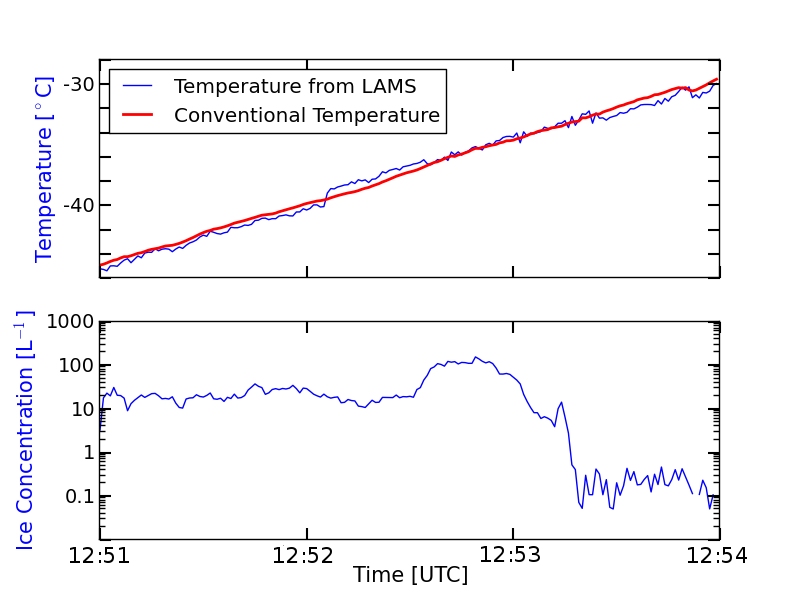 Temperature [°C]
-30
-40
Temperature from LAMS
Conventional Temperature
Ice Concentration [L⁻¹]
1000
100
10
1
0.1
12:51 12:52 12:53 12:54
Time [UTC]